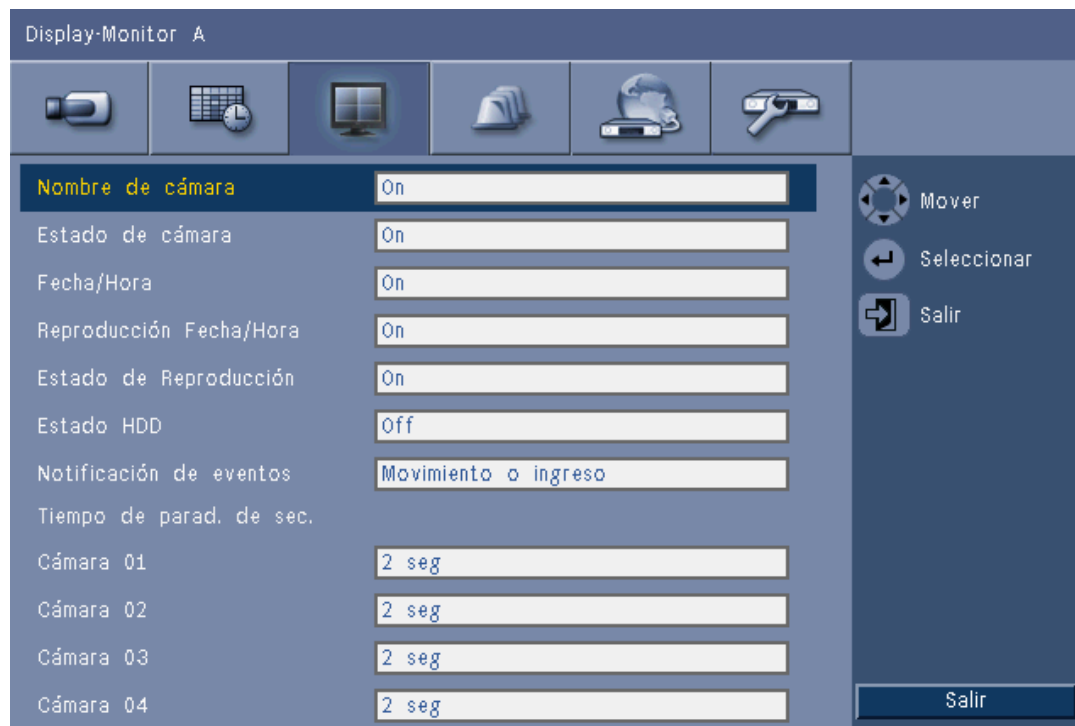 Display-Monitor A
Nombre de cámara On
Estado de cámara On
Fecha/Hora On
Reproducción Fecha/Hora On
Estado de Reproducción On
Estado HDD Off
Notificación de eventos Movimiento o ingreso
Tiempo de parad. de sec.
Cámara 01 2 seg
Cámara 02 2 seg
Cámara 03 2 seg
Cámara 04 2 seg
Mover
Seleccionar
Salir
Salir